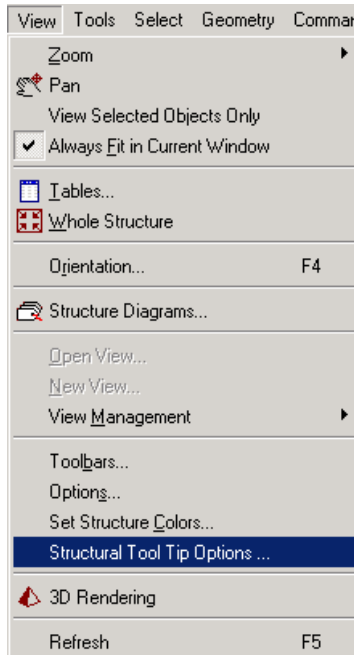 View Tools Select Geometry Comman
Zoom
Pan
View Selected Objects Only
Always Fit in Current Window
Tables...
Whole Structure
Orientation... F4
Structure Diagrams...
Open View...
New View...
View Management
Toolbars...
Options...
Set Structure Colors...
Structural Tool Tip Options ...
3D Rendering
Refresh F5